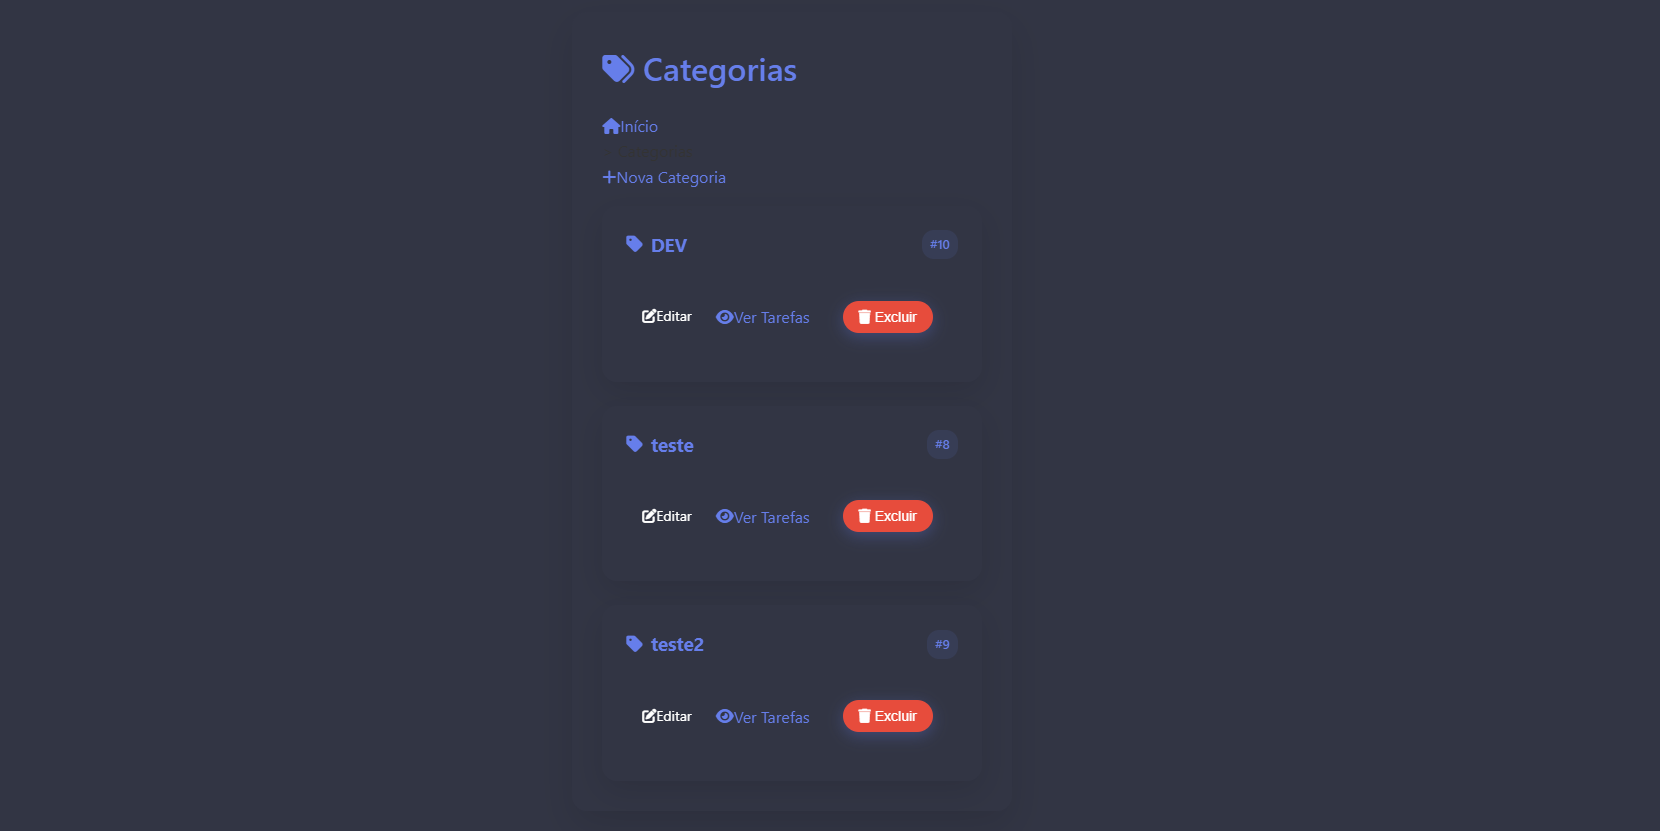 Categorias
Início
Nova Categoria
DEV #10
Editar Ver Tarefas Excluir
teste #8
Editar Ver Tarefas Excluir
teste2 #9
Editar Ver Tarefas Excluir